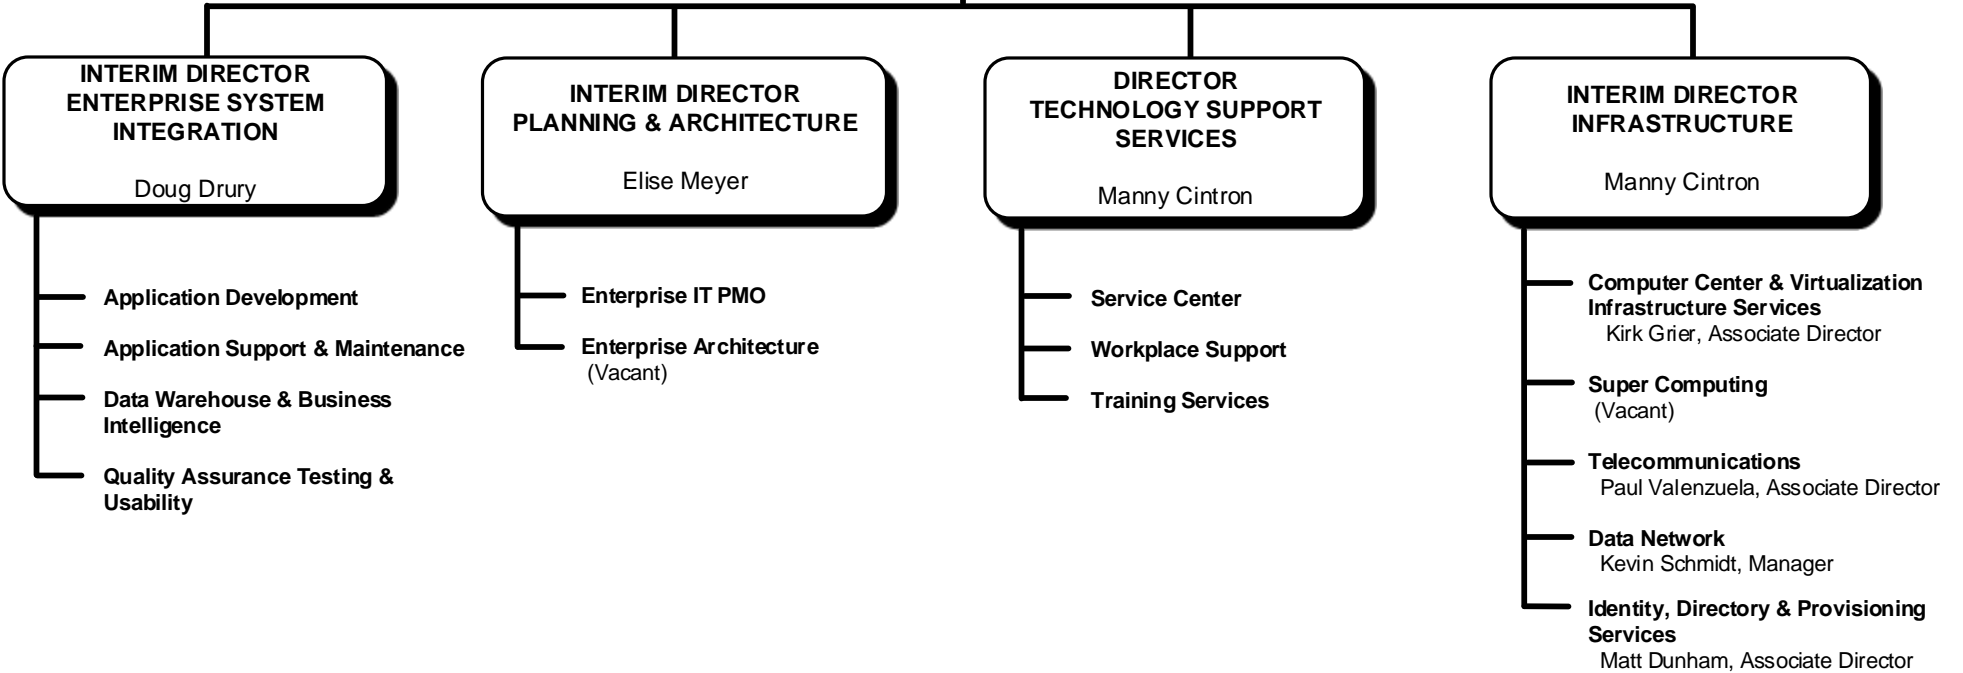 INTERIM DIRECTOR
ENTERPRISE SYSTEM
INTEGRATION
Doug Drury
Application Development
Application Support & Maintenance
Data Warehouse & Business
Intelligence
Quality Assurance Testing &
Usability
INTERIM DIRECTOR
PLANNING & ARCHITECTURE
Elise Meyer
Enterprise IT PMO
Enterprise Architecture
(Vacant)
DIRECTOR
TECHNOLOGY SUPPORT
SERVICES
Manny Cintron
Service Center
Workplace Support
Training Services
INTERIM DIRECTOR
INFRASTRUCTURE
Manny Cintron
Computer Center & Virtualization
Infrastructure Services
Kirk Grier, Associate Director
Super Computing
(Vacant)
Telecommunications
Paul Valenzuela, Associate Director
Data Network
Kevin Schmidt, Manager
Identity, Directory & Provisioning
Services
Matt Dunham, Associate Director